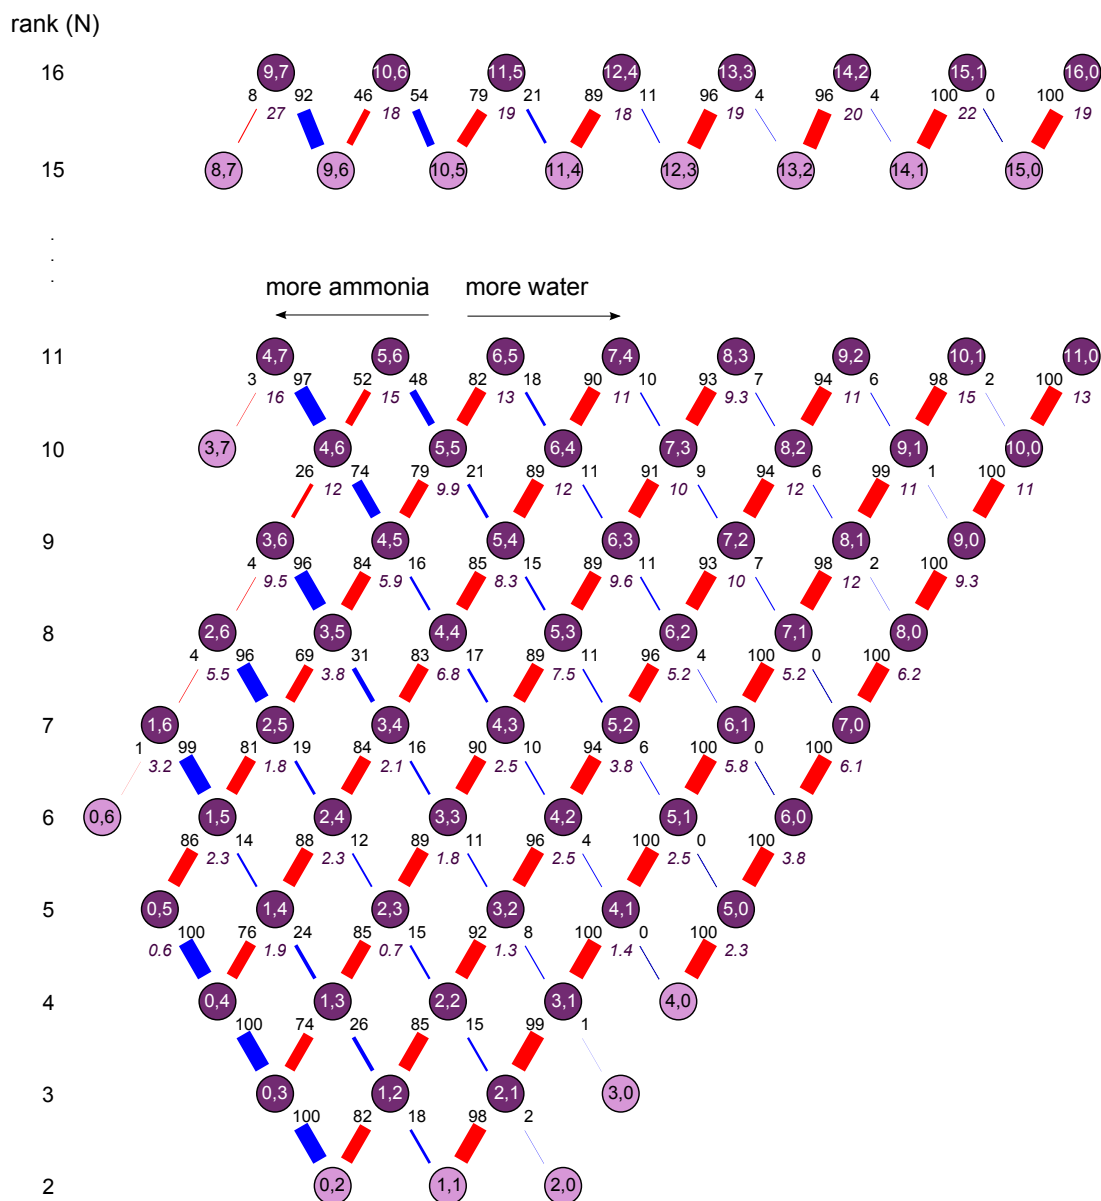 rank (N)
16 9,7 10,6 11,5 12,4 13,3 14,2 15,1 16,0
8 92 46 54 79 21 89 11 96 4 96 4 100 0 100
27 18 19 18 19 20 22 19
15 8,7 9,6 10,5 11,4 12,3 13,2 14,1 15,0
.
.
.
more ammonia more water
11 4,7 5,6 6,5 7,4 8,3 9,2 10,1 11,0
3 97 52 48 82 18 90 10 93 7 94 6 98 2 100
16 15 13 11 9.3 11 15 13
10 3,7 4,6 5,5 6,4 7,3 8,2 9,1 10,0
26 74 79 21 89 11 91 9 94 6 99 1 100
12 9.9 12 10 12 11 11
9 3,6 4,5 5,4 6,3 7,2 8,1 9,0
4 96 84 16 85 15 89 11 93 7 98 2 100
9.5 5.9 8.3 9.6 10 12 9.3
8 2,6 3,5 4,4 5,3 6,2 7,1 8,0
4 96 69 31 83 17 89 11 96 4 100 0 100
5.5 3.8 6.8 7.5 5.2 5.2 6.2
7 1,6 2,5 3,4 4,3 5,2 6,1 7,0
1 99 81 19 84 16 90 10 94 6 100 0 100
3.2 1.8 2.1 2.5 3.8 5.8 6.1
6 0,6 1,5 2,4 3,3 4,2 5,1 6,0
86 14 88 12 89 11 96 4 100 0 100
2.3 2.3 1.8 2.5 2.5 3.8
5 0,5 1,4 2,3 3,2 4,1 5,0
100 76 24 85 15 92 8 100 0 100
0.6 1.9 0.7 1.3 1.4 2.3
4 0,4 1,3 2,2 3,1 4,0
100 74 26 85 15 99 1
3 0,3 1,2 2,1 3,0
100 82 18 98 2
2 0,2 1,1 2,0